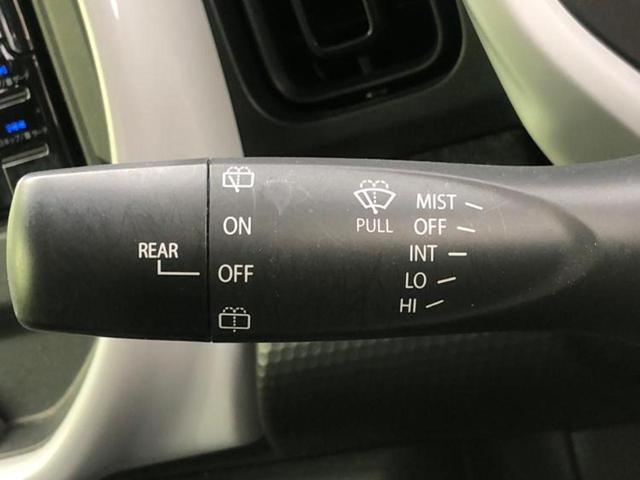 REAR
ON
OFF
PULL
MIST
OFF
INT
LO
HI